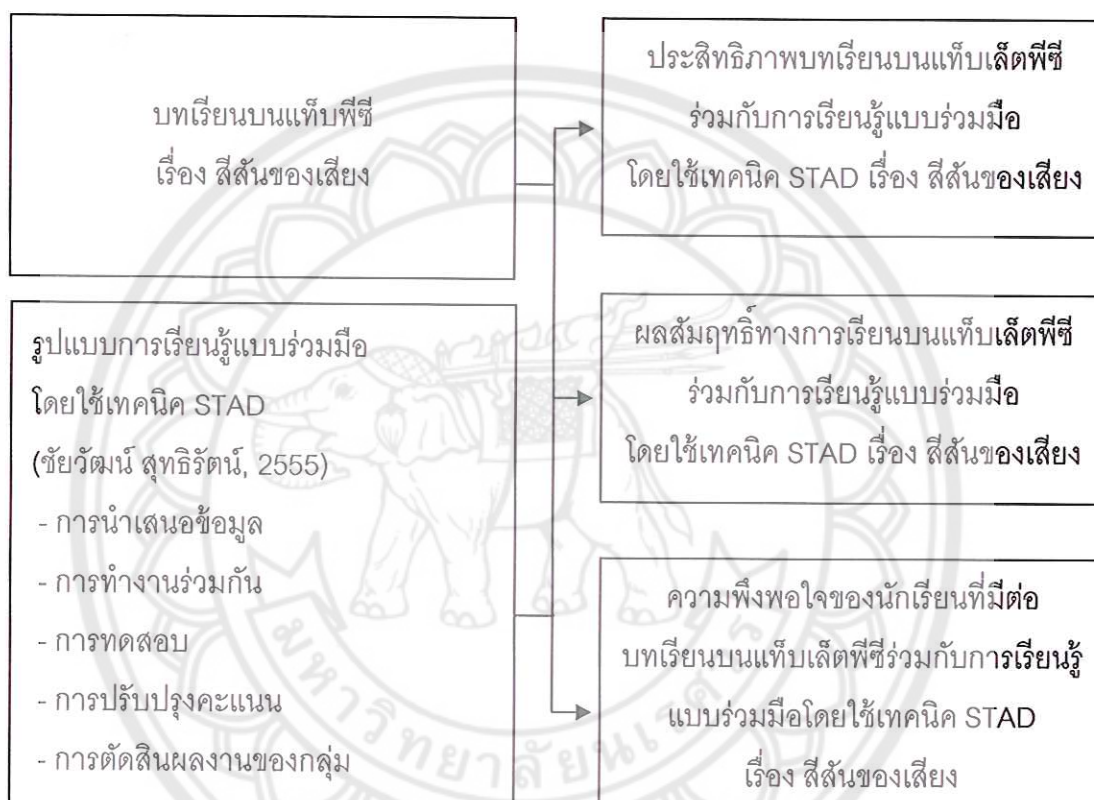 บทเรียนบนแท็บพีซี
เรื่อง สีสันของเสียง
รูปแบบการเรียนรู้แบบร่วมมือ
โดยใช้เทคนิค STAD
(ชัยวัฒน์ สุทธิรัตน์, 2555)
- การนำเสนอข้อมูล
- การทำงานร่วมกัน
- การทดสอบ
- การปรับปรุงคะแนน
- การตัดสินผลงานของกลุ่ม
ประสิทธิภาพบทเรียนบนแท็บเล็ตพีซี
ร่วมกับการเรียนรู้แบบร่วมมือ
โดยใช้เทคนิค STAD เรื่อง สีสันของเสียง
ผลสัมฤทธิ์ทางการเรียนบนแท็บเล็ตพีซี
ร่วมกับการเรียนรู้แบบร่วมมือ
โดยใช้เทคนิค STAD เรื่อง สีสันของเสียง
ความพึงพอใจของนักเรียนที่มีต่อ
บทเรียนบนแท็บเล็ตพีซีร่วมกับการเรียนรู้
แบบร่วมมือโดยใช้เทคนิค STAD
เรื่อง สีสันของเสียง
มหาวิทยาลัยนเรศวร